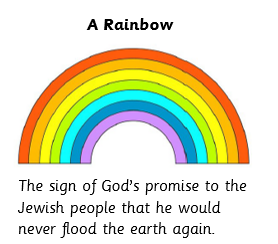 A Rainbow
The sign of God's promise to the
Jewish people that he would
never flood the earth again.